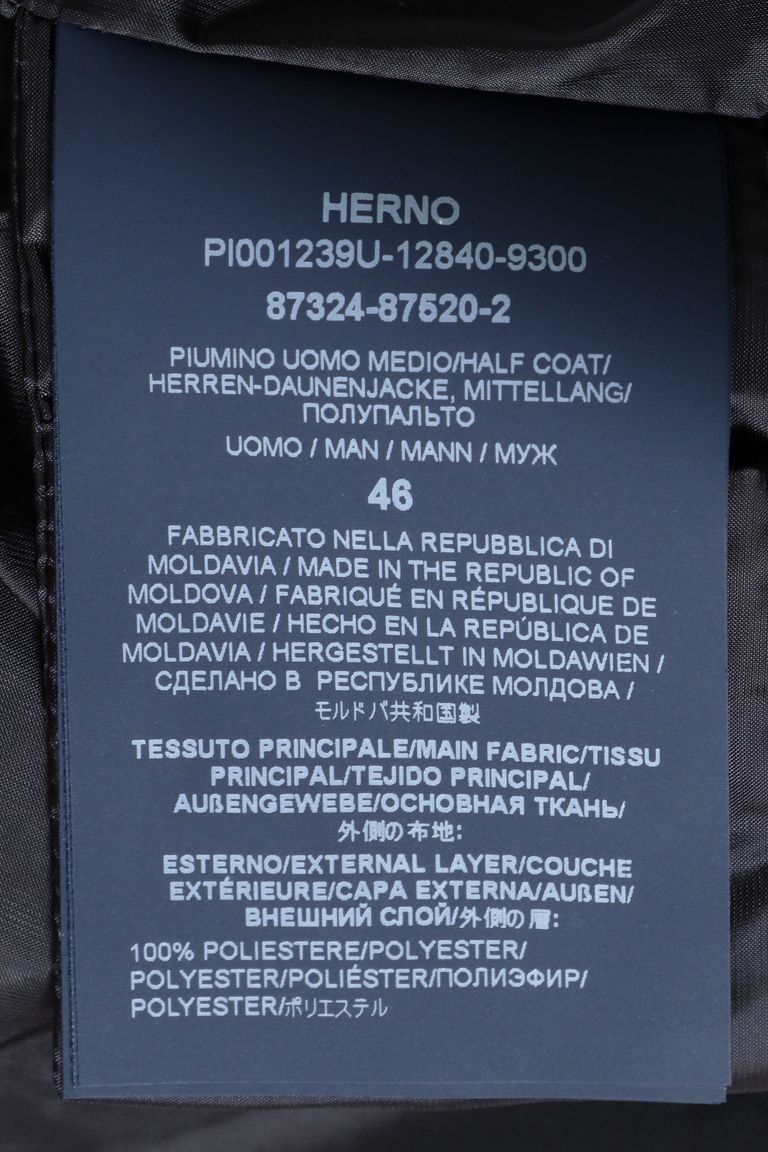 HERNO
PI001239U-12840-9300
87324-87520-2
PIUMINO UOMO MEDIO/HALF COAT/
HERREN-DAUNENJACKE, MITTELLANG/
ПОЛУПАЛЬТО
UOMO / MAN / MANN / МУЖ
46
FABBRICATO NELLA REPUBBLICA DI
MOLDAVIA / MADE IN THE REPUBLIC OF
MOLDOVA / FABRIQUÉ EN RÉPUBLIQUE DE
MOLDAVIE / HECHO EN LA REPÚBLICA DE
MOLDAVIA / HERGESTELLT IN MOLDAWIEN /
СДЕЛАНО В РЕСПУБЛИКЕ МОЛДОВА /
モルドバ共和国製
TESSUTO PRINCIPALE/MAIN FABRIC/TISSU
PRINCIPAL/TEJIDO PRINCIPAL/
AUßENGEWEBE/ОСНОВНАЯ ТКАНЬ/
外側の布地:
ESTERNO/EXTERNAL LAYER/COUCHE
EXTÉRIEURE/CAPA EXTERNA/AUßEN/
ВНЕШНИЙ СЛОЙ/外側の層:
100% POLIESTERE/POLYESTER/
POLYESTER/POLIÉSTER/ПОЛИЭФИР/
POLYESTER/ポリエステル